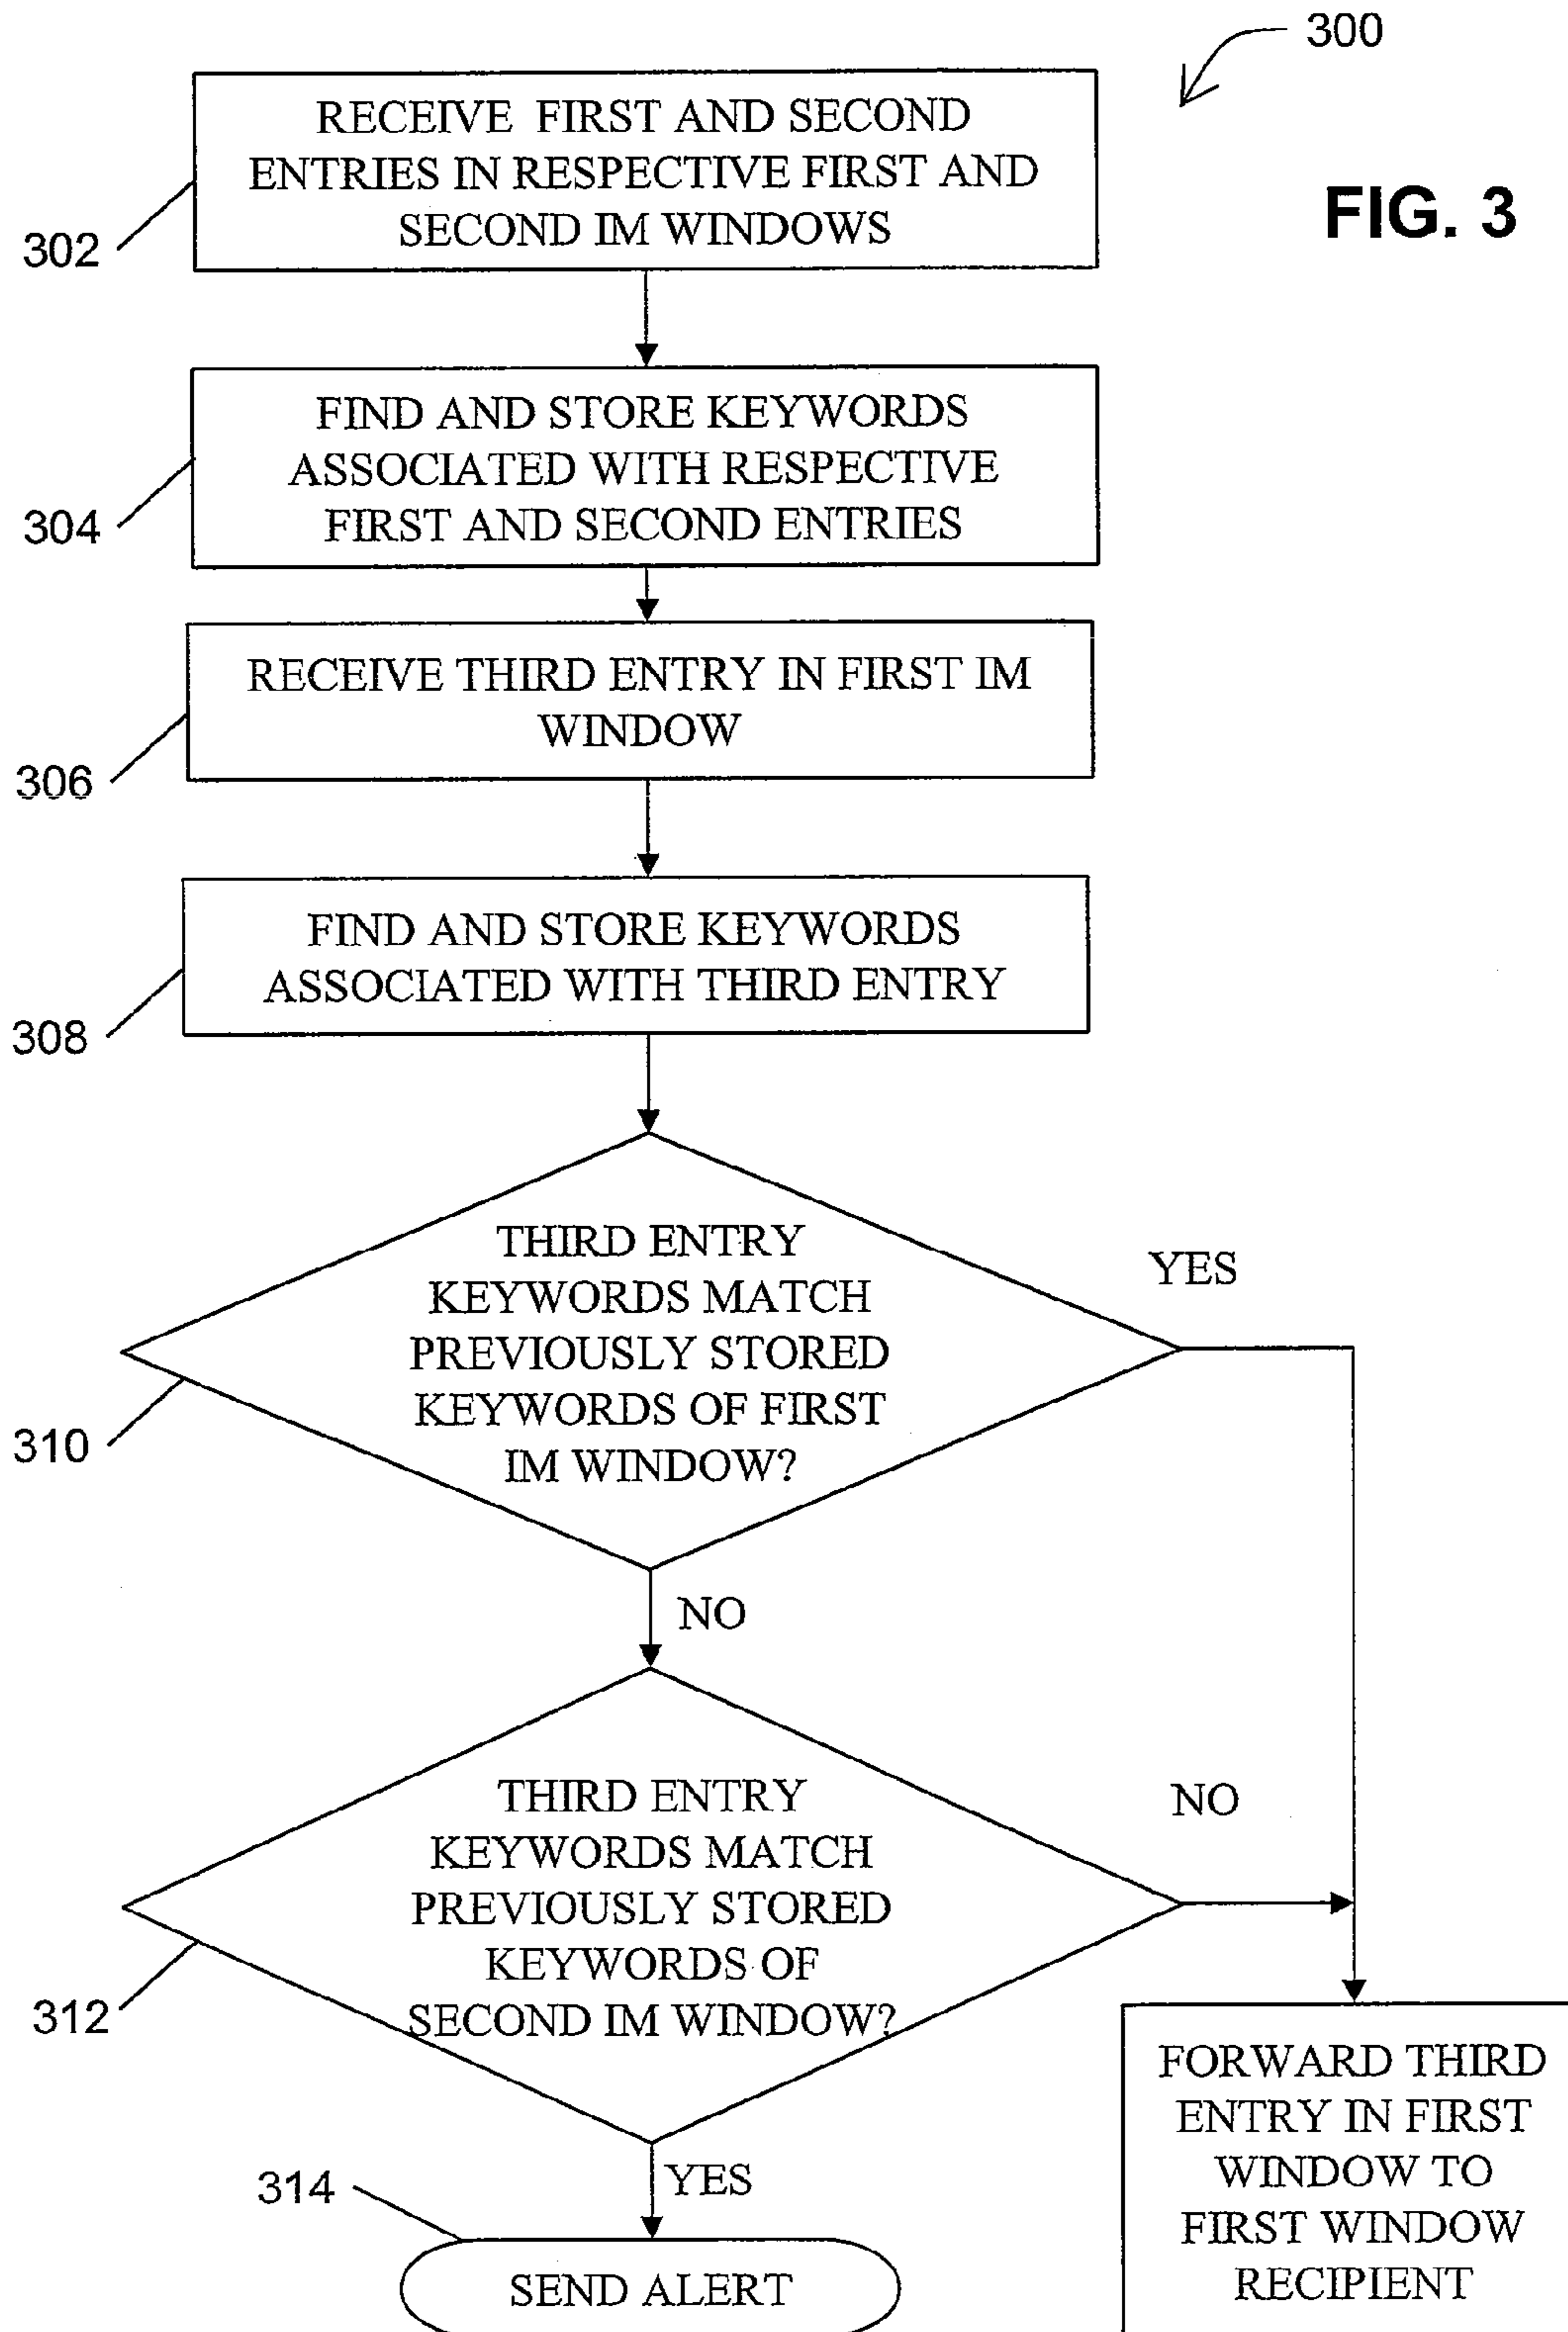 300
FIG. 3
RECEIVE FIRST AND SECOND
ENTRIES IN RESPECTIVE FIRST AND
SECOND IM WINDOWS
302
FIND AND STORE KEYWORDS
ASSOCIATED WITH RESPECTIVE
FIRST AND SECOND ENTRIES
304
RECEIVE THIRD ENTRY IN FIRST IM
WINDOW
306
FIND AND STORE KEYWORDS
ASSOCIATED WITH THIRD ENTRY
308
THIRD ENTRY
KEYWORDS MATCH
PREVIOUSLY STORED
KEYWORDS OF FIRST
IM WINDOW?
YES
310
NO
THIRD ENTRY
KEYWORDS MATCH
PREVIOUSLY STORED
KEYWORDS OF
SECOND IM WINDOW?
NO
312
YES
314
SEND ALERT
FORWARD THIRD
ENTRY IN FIRST
WINDOW TO
FIRST WINDOW
RECIPIENT